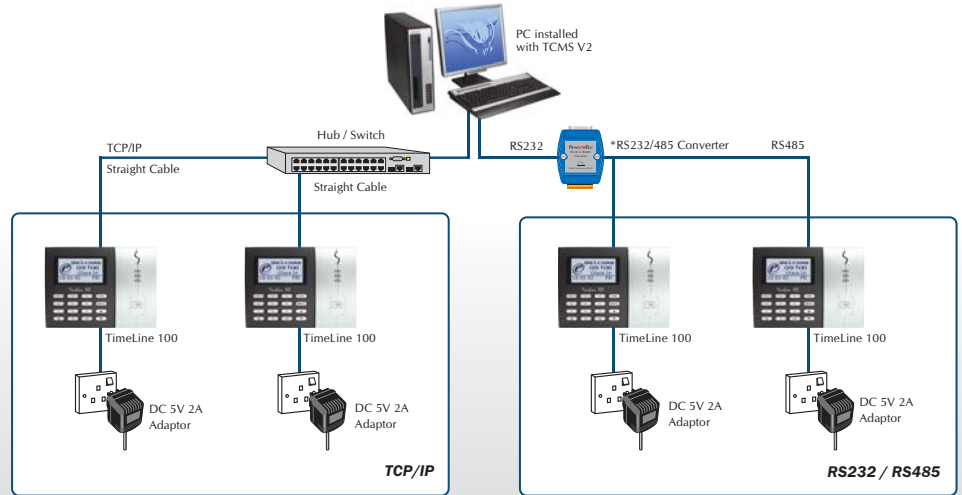 PC installed
with TCMS V2
Hub / Switch
TCP/IP
Straight Cable
Straight Cable
RS232
*RS232/485 Converter
RS485
TimeLine 100
TimeLine 100
TimeLine 100
TimeLine 100
DC 5V 2A
Adaptor
DC 5V 2A
Adaptor
DC 5V 2A
Adaptor
DC 5V 2A
Adaptor
TCP/IP
RS232 / RS485